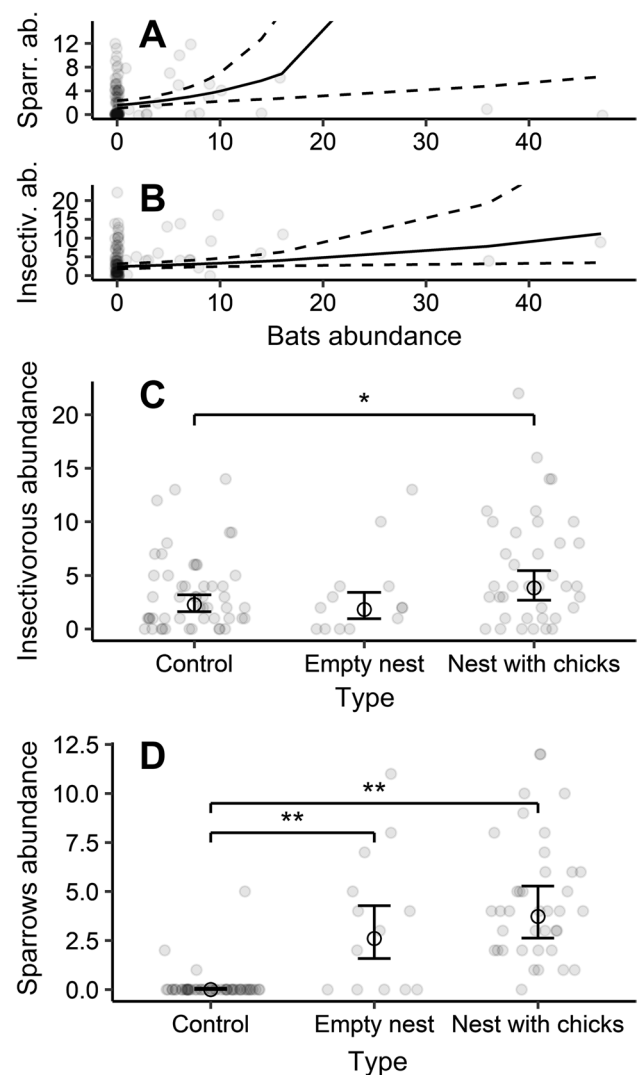 A
Sparr. ab.
12
8
4
0
0 10 20 30 40
B
Insectiv. ab.
20
15
10
5
0
0 10 20 30 40
Bats abundance
C
Insectivorous abundance
20
15
10
5
0
*
Control Empty nest Nest with chicks
Type
D
Sparrows abundance
12.5
10.0
7.5
5.0
2.5
0.0
**
**
Control Empty nest Nest with chicks
Type